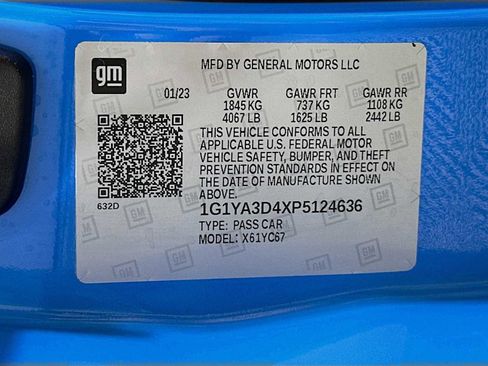 gm
MFD BY GENERAL MOTORS LLC
01/23 GVWR GAWR FRT GAWR RR
1845 KG 737 KG 1108 KG
4067 LB 1625 LB 2442 LB
THIS VEHICLE CONFORMS TO ALL
APPLICABLE U.S. FEDERAL MOTOR
VEHICLE SAFETY, BUMPER, AND THEFT
PREVENTION STANDARDS IN EFFECT ON
THE DATE OF MANUFACTURE SHOWN
ABOVE.
632D
1G1YA3D4XP5124636
TYPE: PASS CAR
MODEL: X61YC67